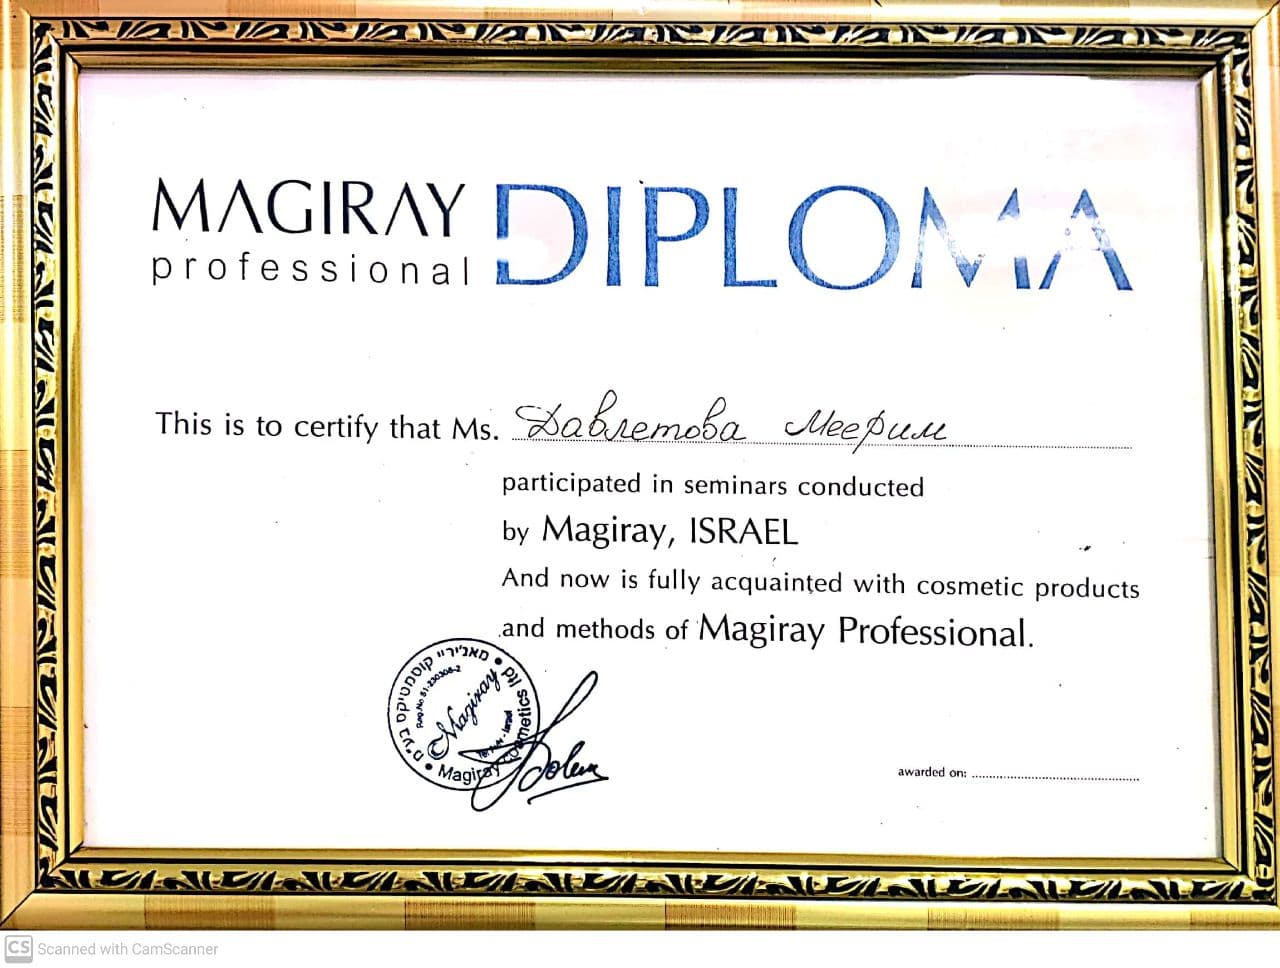 MAGIRAY DIPLOMA
professional
This is to certify that Ms. Давлетова Меерим
participated in seminars conducted
by Magiray, ISRAEL
And now is fully acquainted with cosmetic products
and methods of Magiray Professional.
מאג'יריי קוסמטיקס בע"מ
Magiray Cosmetics Ltd
Magiray
awarded on:
CS Scanned with CamScanner